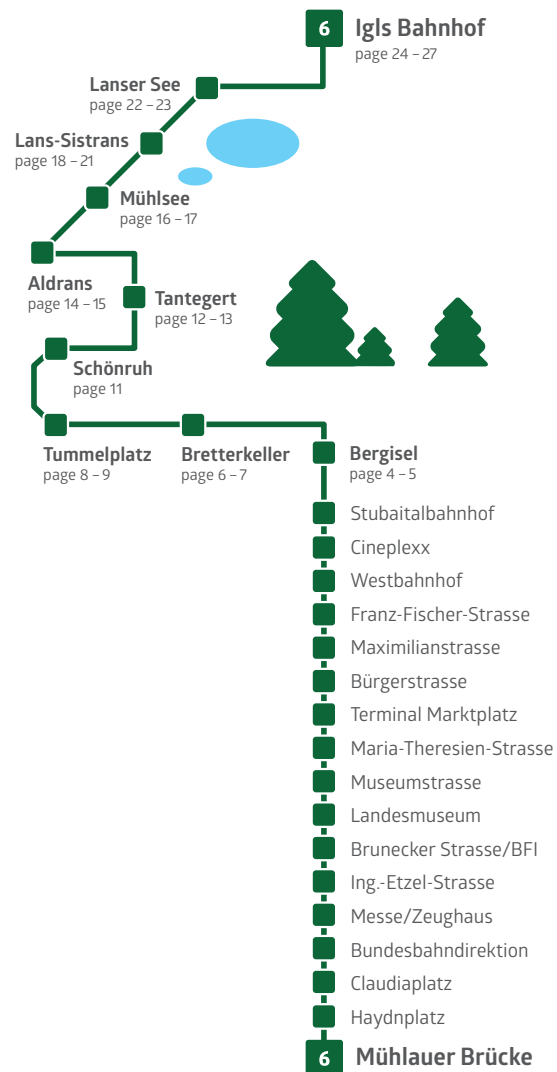 6 Igls Bahnhof
page 24 – 27
Lanser See
page 22 – 23
Lans-Sistrans
page 18 – 21
Mühlsee
page 16 – 17
Aldrans
page 14 – 15
Tantegert
page 12 – 13
Schönruh
page 11
Tummelplatz
page 8 – 9
Bretterkeller
page 6 – 7
Bergisel
page 4 – 5
Stubaitalbahnhof
Cineplexx
Westbahnhof
Franz-Fischer-Strasse
Maximilianstrasse
Bürgerstrasse
Terminal Marktplatz
Maria-Theresien-Strasse
Museumstrasse
Landesmuseum
Brunecker Strasse/BFI
Ing.-Etzel-Strasse
Messe/Zeughaus
Bundesbahndirektion
Claudiaplatz
Haydnplatz
6 Mühlauer Brücke